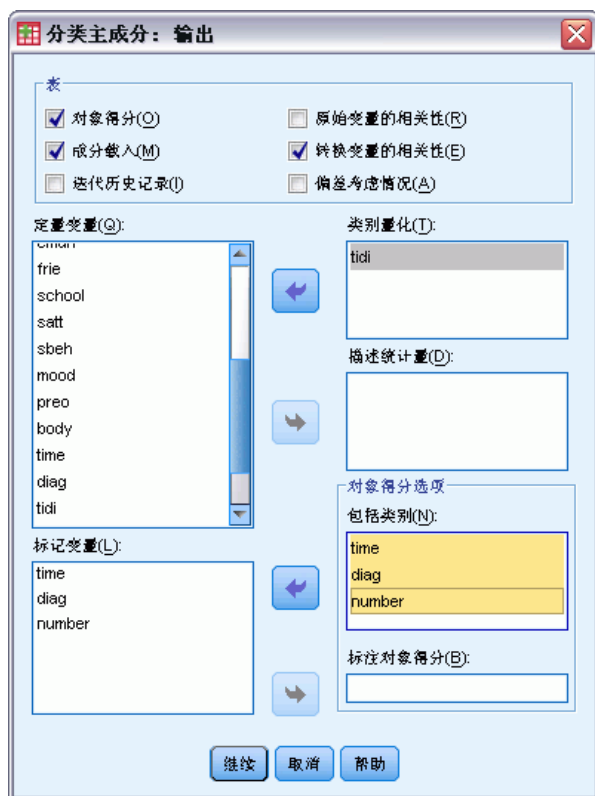 分类主成分：输出
表
对象得分(O)
原始变量的相关性(R)
成分载入(M)
转换变量的相关性(E)
迭代历史记录(I)
偏差考虑情况(A)
定量变量(Q):
frie
school
satt
sbeh
mood
preo
body
time
diag
tidi
类别量化(T):
tidi
描述统计量(D):
对象得分选项
包括类别(N):
time
diag
number
标注对象得分(B):
标记变量(L):
time
diag
number
继续
取消
帮助